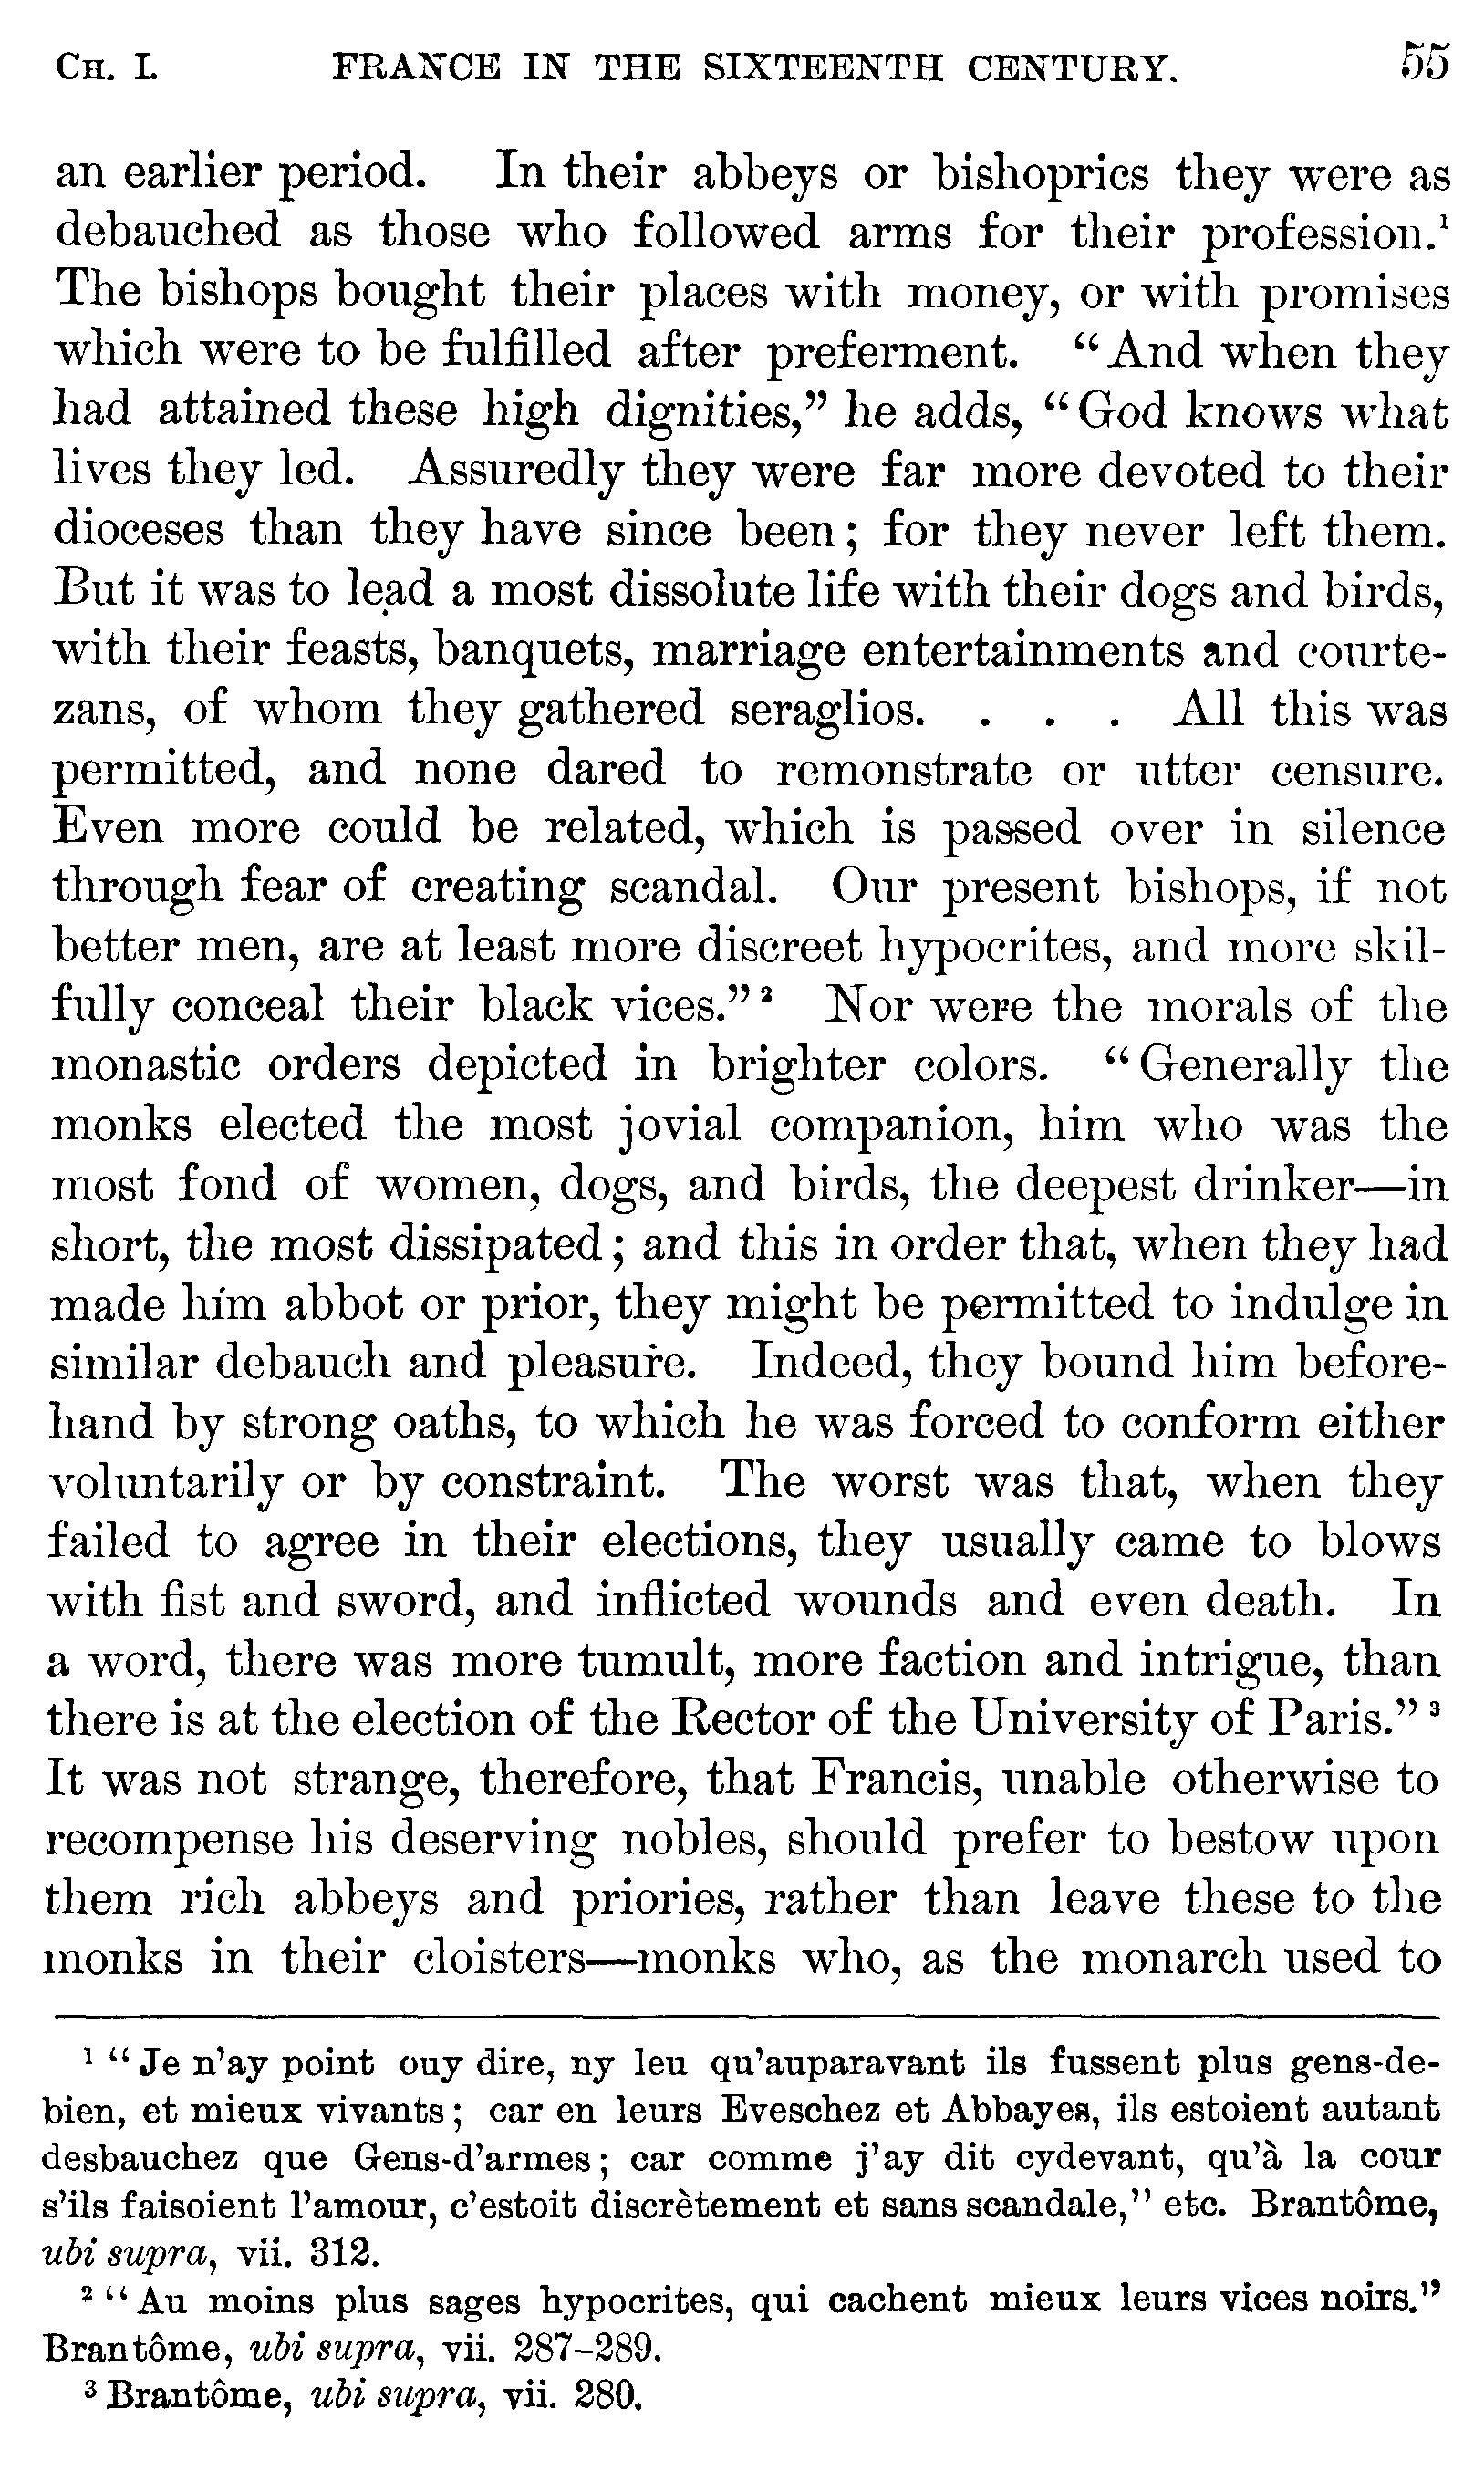 CH. I. FRANCE IN THE SIXTEENTH CENTURY. 55
an earlier period. In their abbeys or bishoprics they were as
debauched as those who followed arms for their profession.¹
The bishops bought their places with money, or with promises
which were to be fulfilled after preferment. “And when they
had attained these high dignities,” he adds, “God knows what
lives they led. Assuredly they were far more devoted to their
dioceses than they have since been; for they never left them.
But it was to lead a most dissolute life with their dogs and birds,
with their feasts, banquets, marriage entertainments and courte-
zans, of whom they gathered seraglios. . . . All this was
permitted, and none dared to remonstrate or utter censure.
Even more could be related, which is passed over in silence
through fear of creating scandal. Our present bishops, if not
better men, are at least more discreet hypocrites, and more skil-
fully conceal their black vices.”² Nor were the morals of the
monastic orders depicted in brighter colors. “Generally the
monks elected the most jovial companion, him who was the
most fond of women, dogs, and birds, the deepest drinker—in
short, the most dissipated; and this in order that, when they had
made him abbot or prior, they might be permitted to indulge in
similar debauch and pleasure. Indeed, they bound him before-
hand by strong oaths, to which he was forced to conform either
voluntarily or by constraint. The worst was that, when they
failed to agree in their elections, they usually came to blows
with fist and sword, and inflicted wounds and even death. In
a word, there was more tumult, more faction and intrigue, than
there is at the election of the Rector of the University of Paris.”³
It was not strange, therefore, that Francis, unable otherwise to
recompense his deserving nobles, should prefer to bestow upon
them rich abbeys and priories, rather than leave these to the
monks in their cloisters—monks who, as the monarch used to
¹ “Je n’ay point ouy dire, ny leu qu’auparavant ils fussent plus gens-de-
bien, et mieux vivants; car en leurs Eveschez et Abbayes, ils estoient autant
desbauchez que Gens-d’armes; car comme j’ay dit cydevant, qu’à la cour
s’ils faisoient l’amour, c’estoit discrètement et sans scandale,” etc. Brantôme,
ubi supra, vii. 312.
² “Au moins plus sages hypocrites, qui cachent mieux leurs vices noirs.”
Brantôme, ubi supra, vii. 287–289.
³ Brantôme, ubi supra, vii. 280.